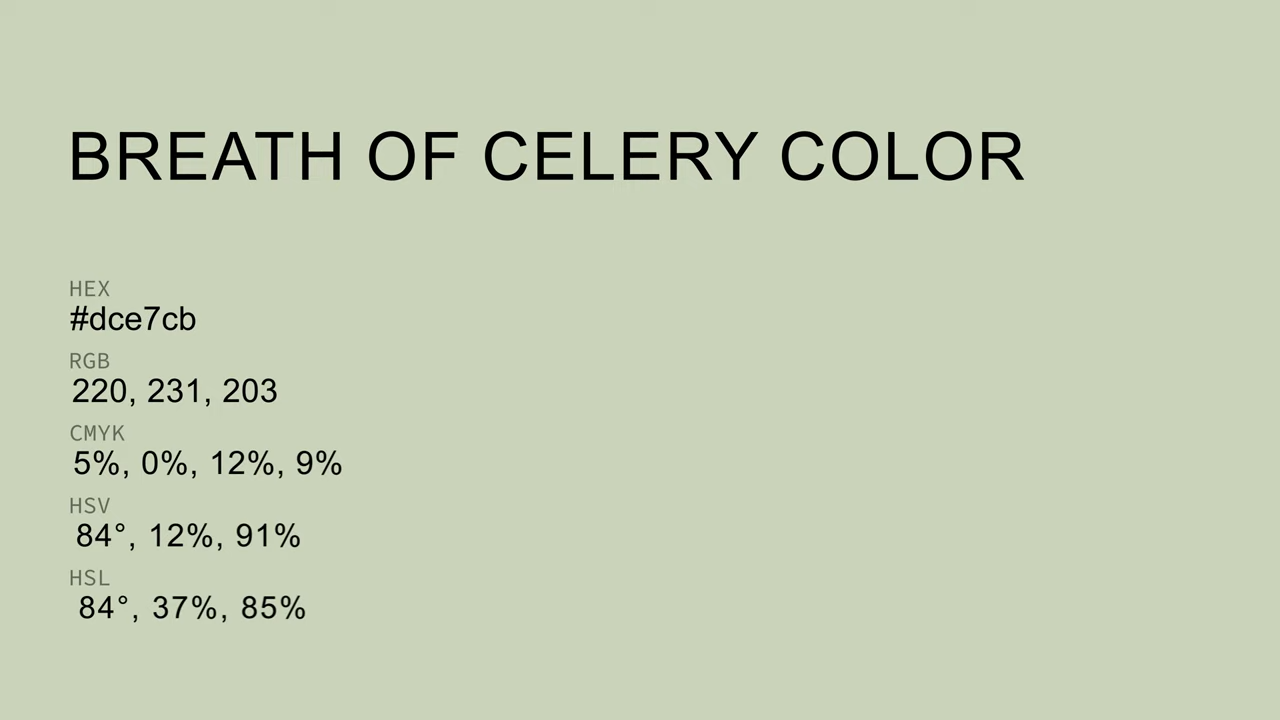 BREATH OF CELERY COLOR
HEX
#dce7cb
RGB
220, 231, 203
CMYK
5%, 0%, 12%, 9%
HSV
84°, 12%, 91%
HSL
84°, 37%, 85%